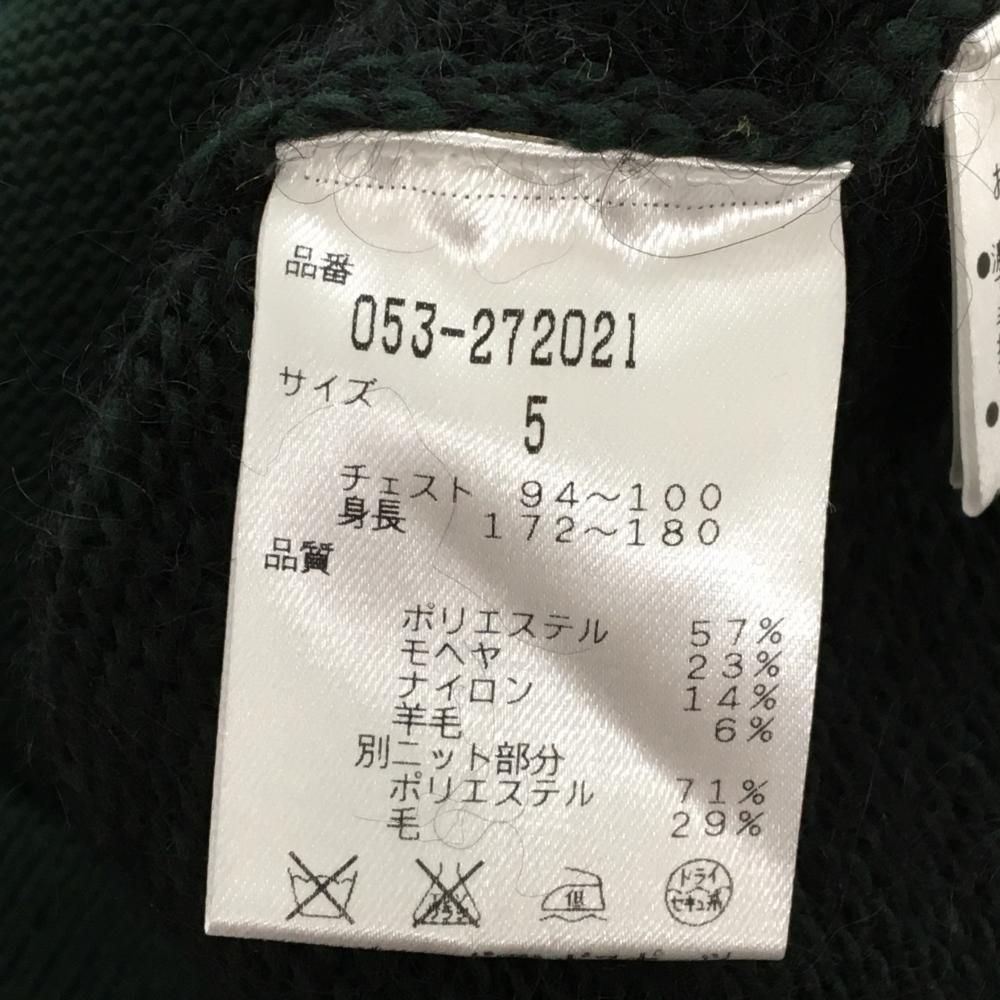 品番
053-272021
サイズ
5
チェスト 94〜100
身長 172〜180
品質
ポリエステル 57%
モヘヤ 23%
ナイロン 14%
羊毛 6%
別ニット部分
ポリエステル 71%
毛 29%
低
ドライ
セキユ系